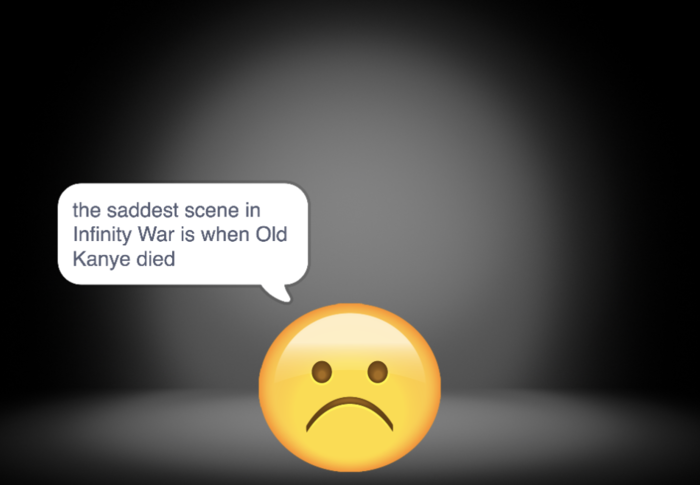 the saddest scene in
Infinity War is when Old
Kanye died